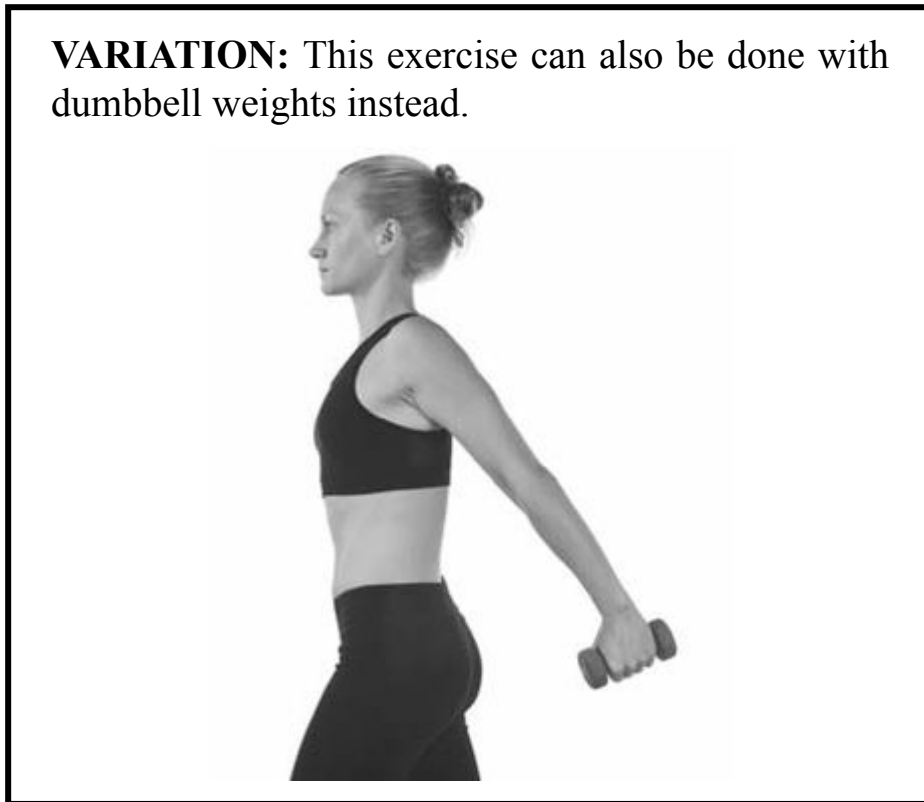 VARIATION: This exercise can also be done with
dumbbell weights instead.